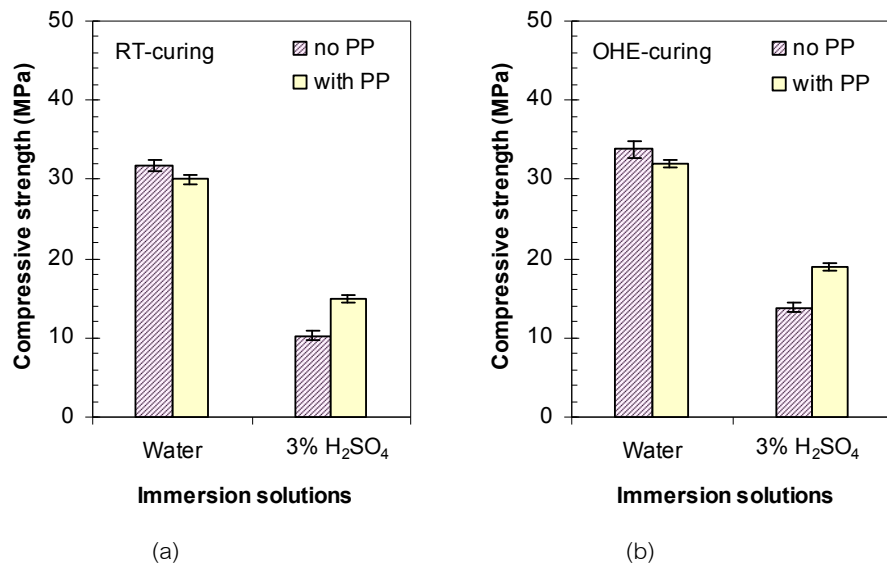 RT-curing
no PP
with PP
Compressive strength (MPa)
50
40
30
20
10
0
Water
3% H₂SO₄
Immersion solutions
(a)
OHE-curing
no PP
with PP
Compressive strength (MPa)
50
40
30
20
10
0
Water
3% H₂SO₄
Immersion solutions
(b)